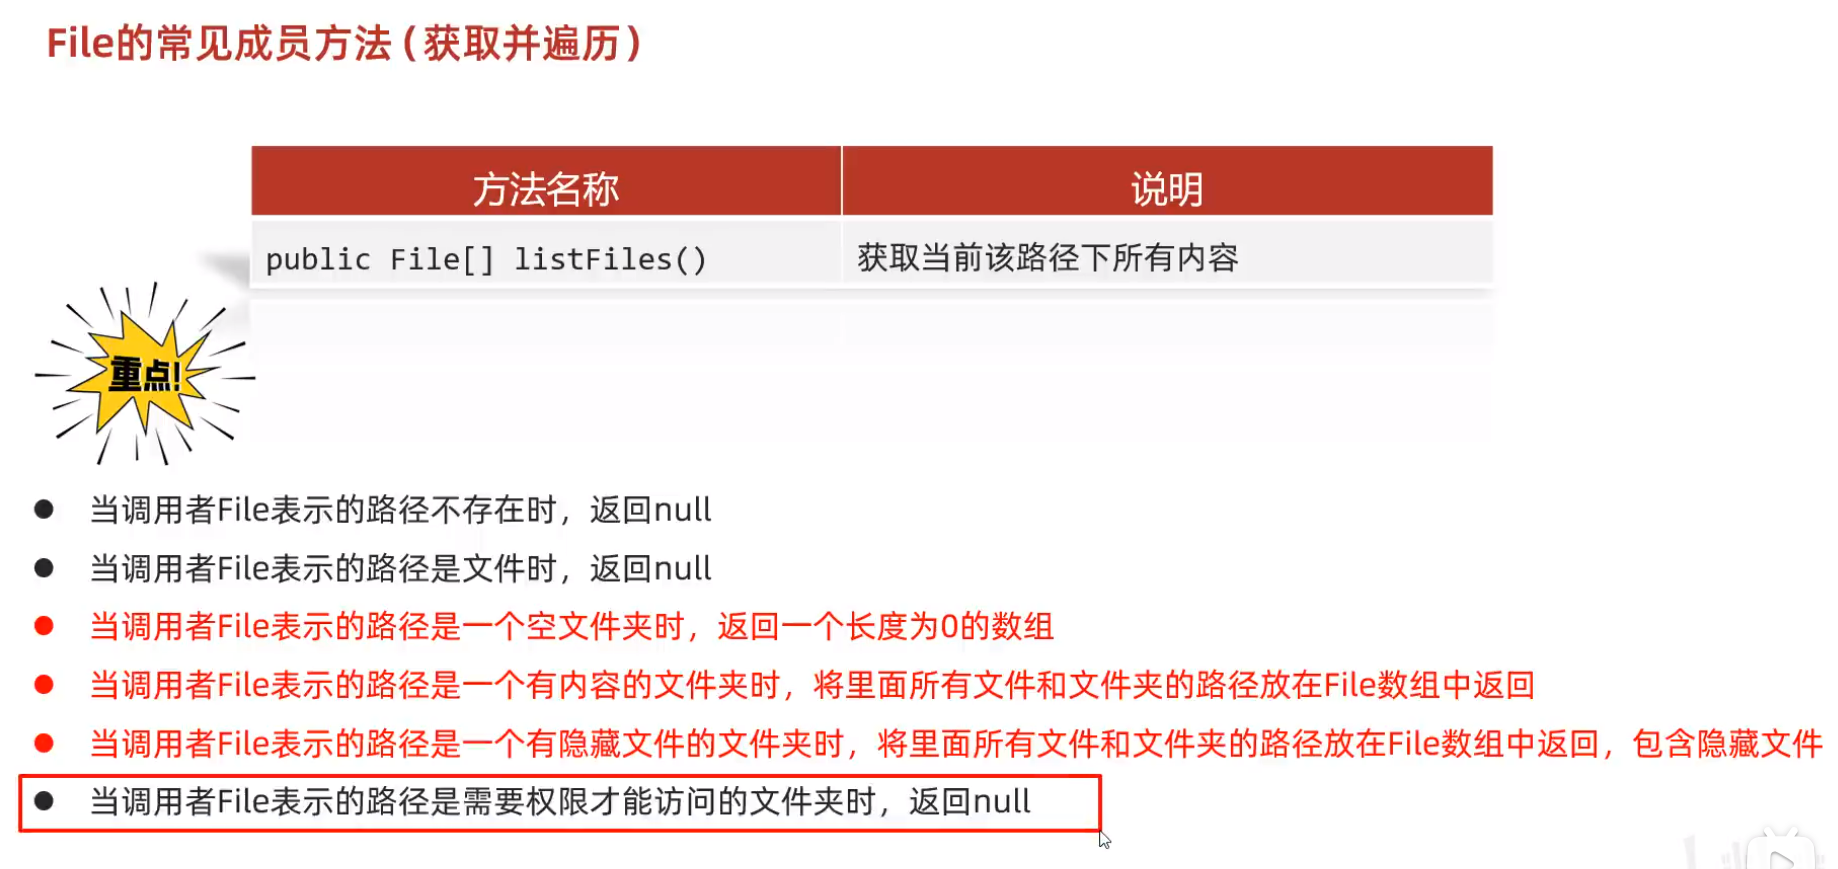 File的常见成员方法(获取并遍历)
方法名称 说明
public File[] listFiles() 获取当前该路径下所有内容
重点!
当调用者File表示的路径不存在时，返回null
当调用者File表示的路径是文件时，返回null
当调用者File表示的路径是一个空文件夹时，返回一个长度为0的数组
当调用者File表示的路径是一个有内容的文件夹时，将里面所有文件和文件夹的路径放在File数组中返回
当调用者File表示的路径是一个有隐藏文件的文件夹时，将里面所有文件和文件夹的路径放在File数组中返回，包含隐藏文件
当调用者File表示的路径是需要权限才能访问的文件夹时，返回null